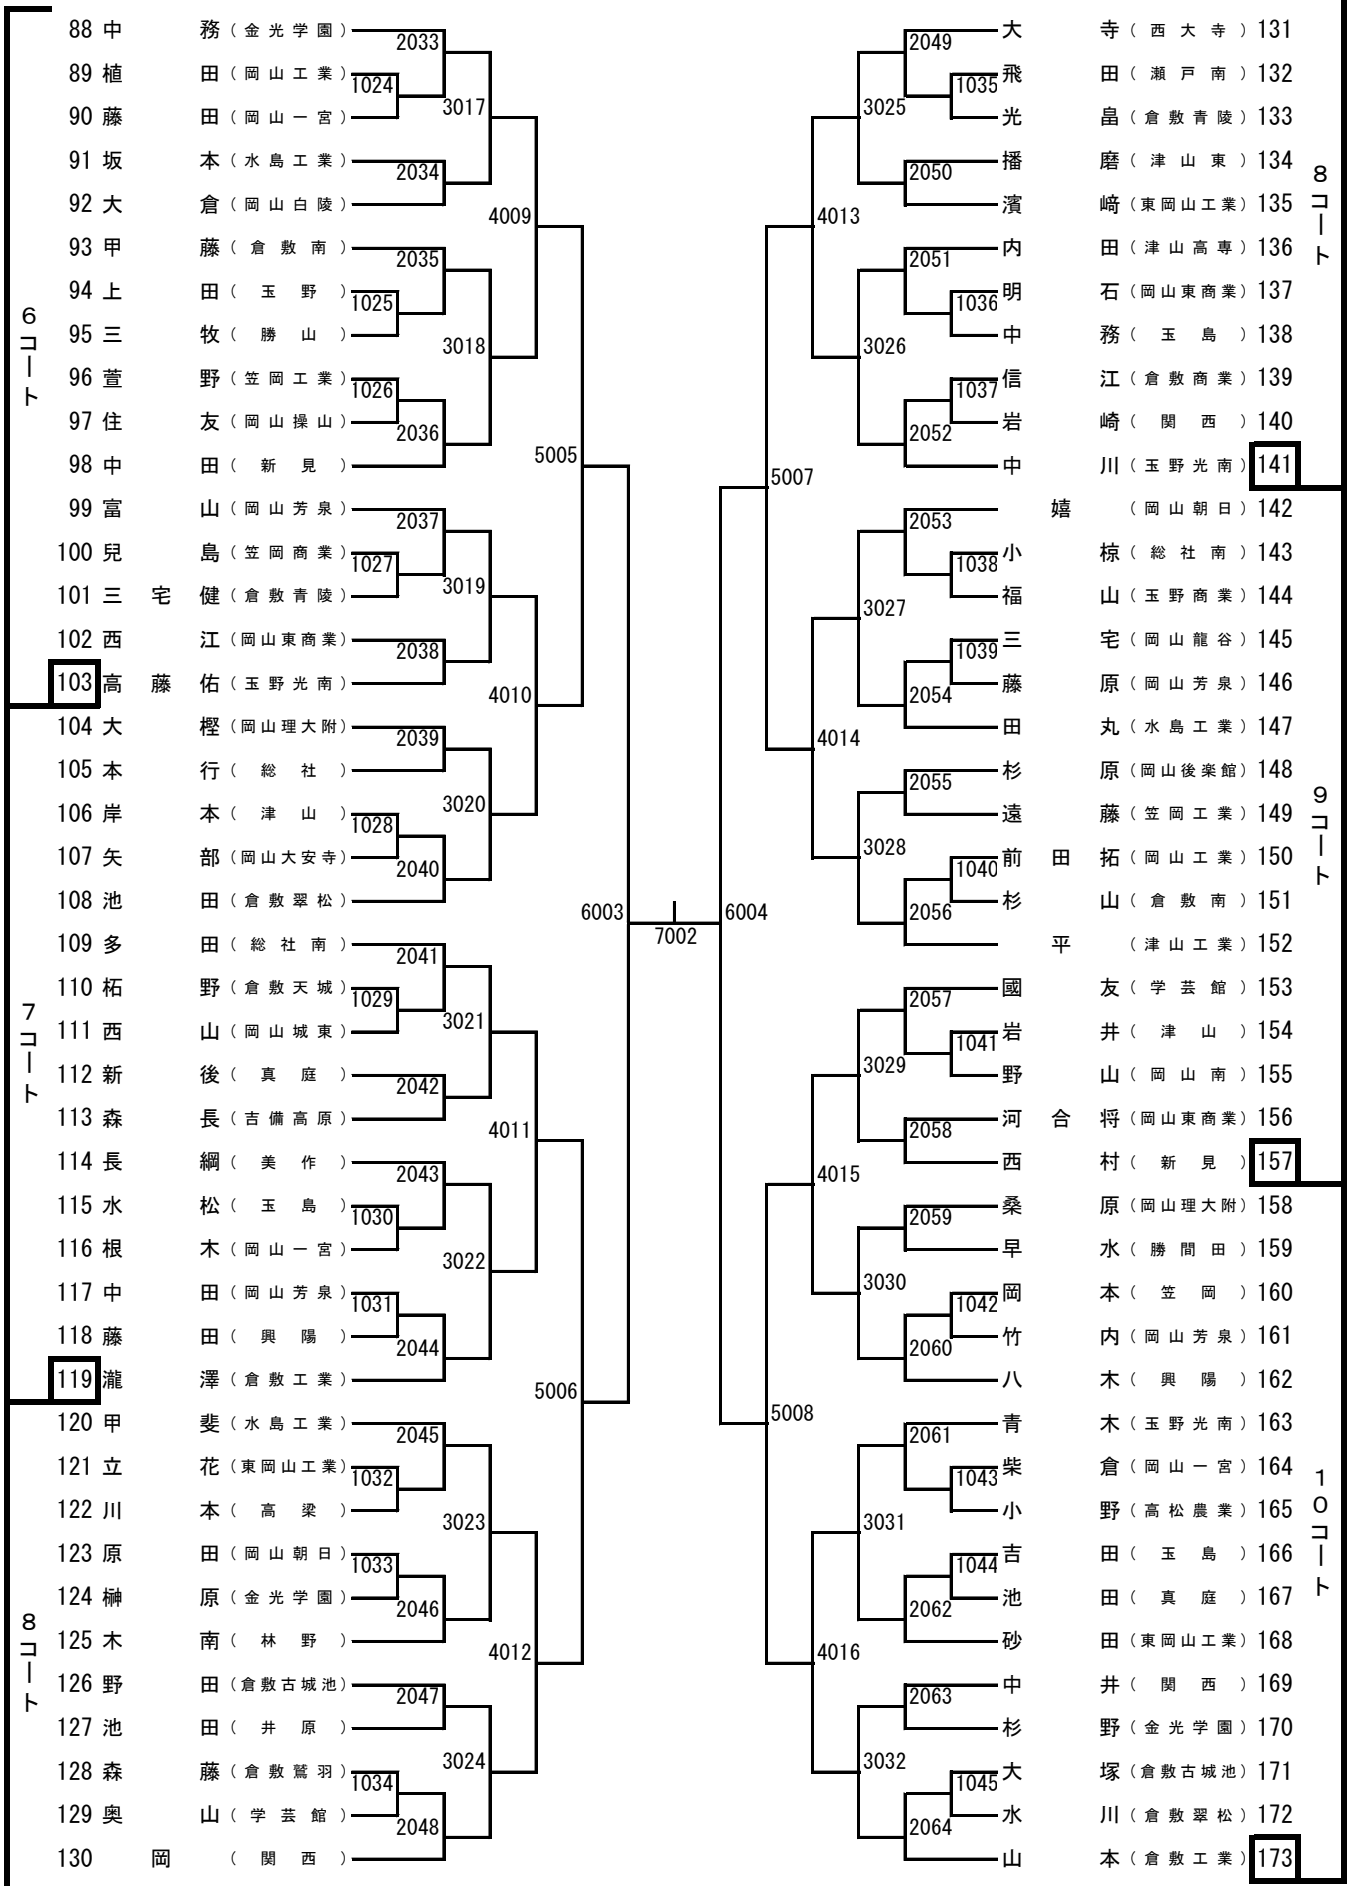 6コート
88 中務（金光学園）
2033
89 植田（岡山工業）
1024
90 藤田（岡山一宮）
3017
91 坂本（水島工業）
2034
92 大倉（岡山白陵）
4009
93 甲藤（倉敷南）
2035
94 上田（玉野）
1025
95 三牧（勝山）
3018
96 萱野（笠岡工業）
1026
97 住友（岡山操山）
2036
98 中田（新見）
5005
99 富山（岡山芳泉）
2037
100 兒島（笠岡商業）
1027
101 三宅健（倉敷青陵）
3019
102 西江（岡山東商業）
2038
103 高藤佑（玉野光南）
4010
7コート
104 大樫（岡山理大附）
2039
105 本行（総社）
3020
106 岸本（津山）
1028
107 矢部（岡山大安寺）
2040
108 池田（倉敷翠松）
6003
7002
109 多田（総社南）
2041
110 柘野（倉敷天城）
1029
111 西山（岡山城東）
3021
112 新後（真庭）
2042
113 森長（吉備高原）
4011
114 長綱（美作）
2043
115 水松（玉島）
1030
116 根木（岡山一宮）
3022
117 中田（岡山芳泉）
1031
118 藤田（興陽）
2044
119 瀧澤（倉敷工業）
5006
8コート
120 甲斐（水島工業）
2045
121 立花（東岡山工業）
1032
122 川本（高梁）
3023
123 原田（岡山朝日）
1033
124 榊原（金光学園）
2046
125 木南（林野）
4012
126 野田（倉敷古城池）
2047
127 池田（井原）
3024
128 森藤（倉敷鷲羽）
1034
129 奥山（学芸館）
2048
130 岡（関西）
8コート
大寺（西大寺）131
2049
飛田（瀬戸南）132
1035
光畠（倉敷青陵）133
3025
播磨（津山東）134
2050
濱﨑（東岡山工業）135
4013
内田（津山高専）136
2051
明石（岡山東商業）137
1036
中務（玉島）138
3026
信江（倉敷商業）139
1037
岩崎（関西）140
2052
中川（玉野光南）141
5007
9コート
嬉（岡山朝日）142
2053
小椋（総社南）143
1038
福山（玉野商業）144
3027
三宅（岡山龍谷）145
1039
藤原（岡山芳泉）146
2054
田丸（水島工業）147
4014
杉原（岡山後楽館）148
2055
遠藤（笠岡工業）149
3028
前田拓（岡山工業）150
1040
杉山（倉敷南）151
2056
6004
平（津山工業）152
國友（学芸館）153
2057
岩井（津山）154
1041
野山（岡山南）155
3029
河合将（岡山東商業）156
2058
西村（新見）157
4015
10コート
桑原（岡山理大附）158
2059
早水（勝間田）159
3030
岡本（笠岡）160
1042
竹内（岡山芳泉）161
2060
八木（興陽）162
5008
青木（玉野光南）163
2061
柴倉（岡山一宮）164
1043
小野（高松農業）165
3031
吉田（玉島）166
1044
池田（真庭）167
2062
砂田（東岡山工業）168
4016
中井（関西）169
2063
杉野（金光学園）170
3032
大塚（倉敷古城池）171
1045
水川（倉敷翠松）172
2064
山本（倉敷工業）173